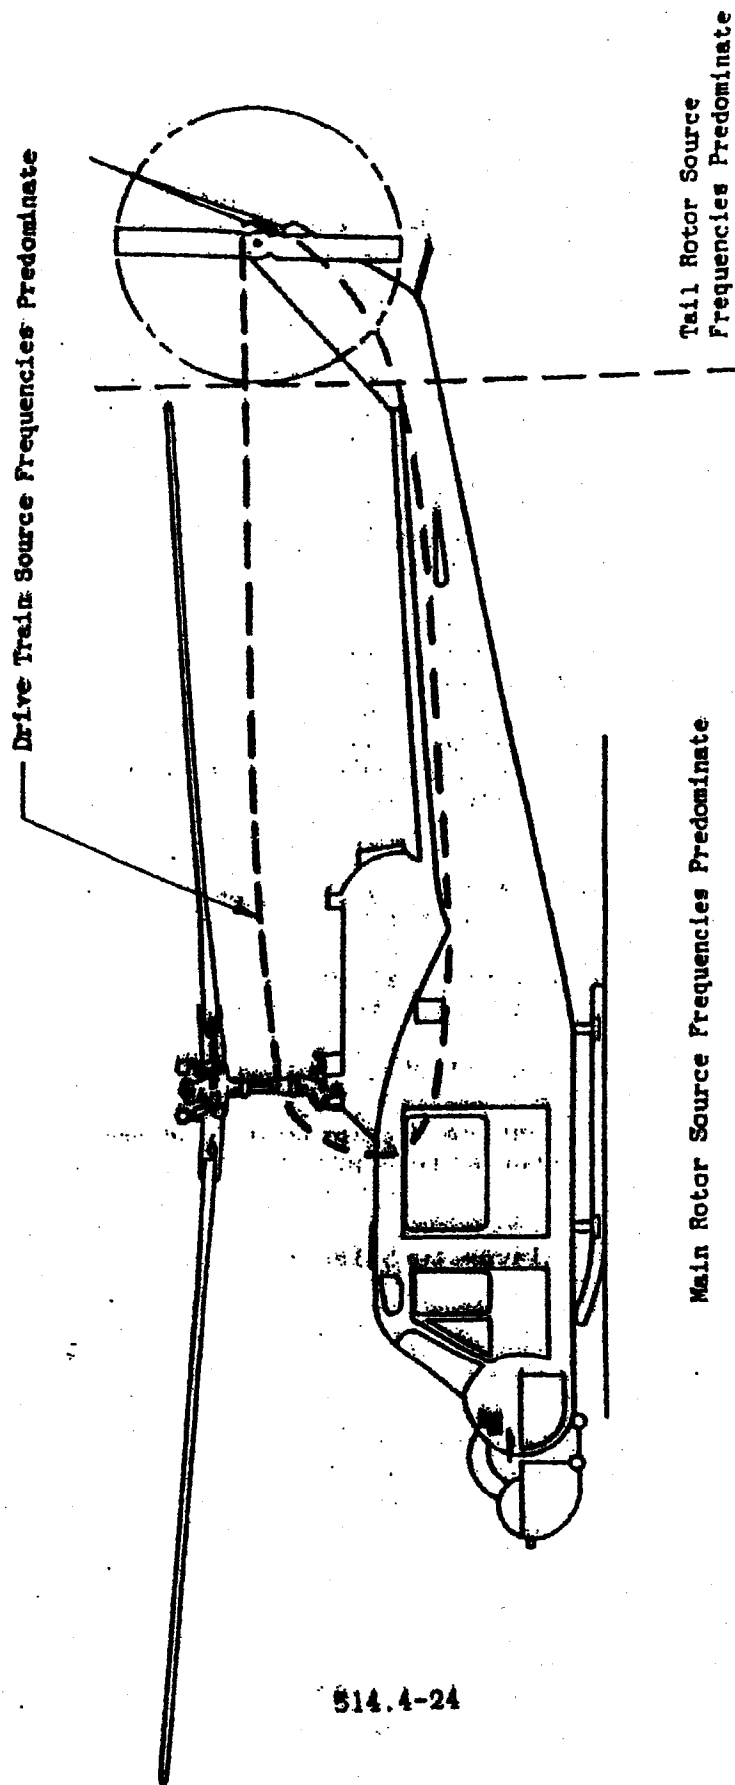 Drive Train Source Frequencies Predominate
Tail Rotor Source
Frequencies Predominate
Main Rotor Source Frequencies Predominate
514.4-24